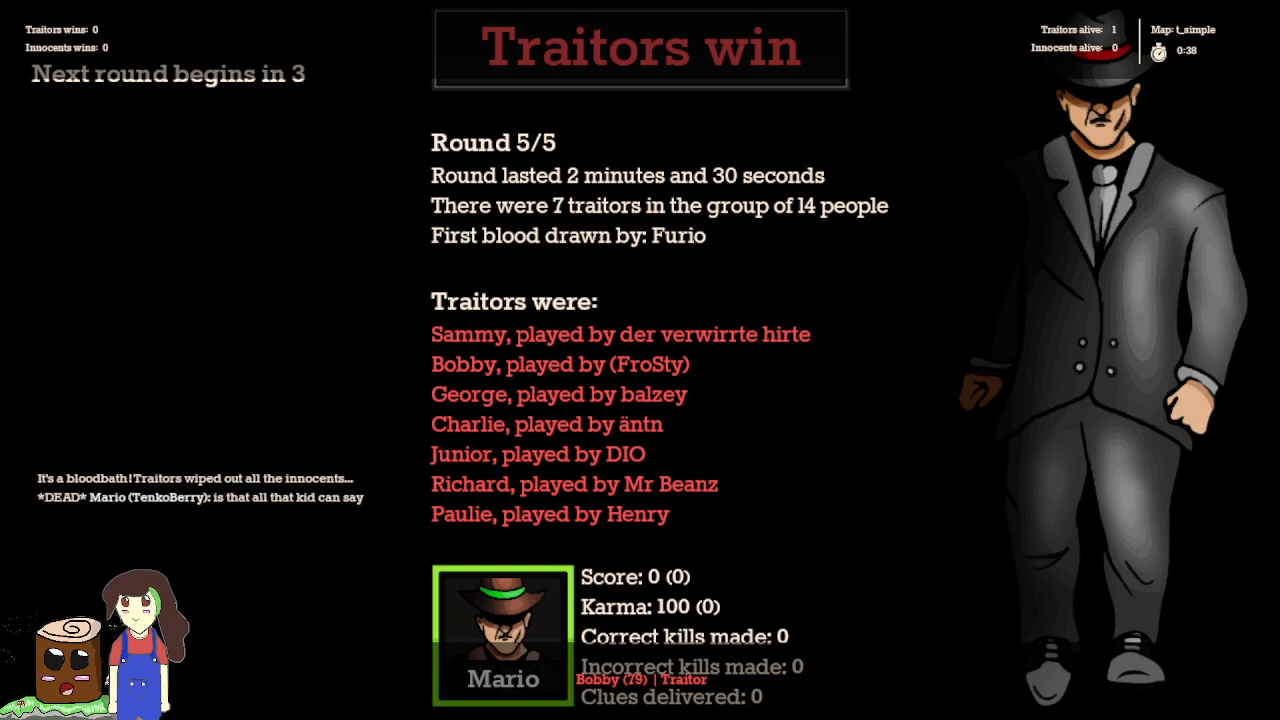 Traitors wins: 0
Innocents wins: 0
Next round begins in 3
Traitors win
Traitors alive: 1
Innocents alive: 0
Map: t_simple
0:38
Round 5/5
Round lasted 2 minutes and 30 seconds
There were 7 traitors in the group of 14 people
First blood drawn by: Furio
Traitors were:
Sammy, played by der verwirrte hirte
Bobby, played by (FroSty)
George, played by balzey
Charlie, played by äntn
Junior, played by DIO
Richard, played by Mr Beanz
Paulie, played by Henry
It's a bloodbath! Traitors wiped out all the innocents...
*DEAD* Mario (TenkoBerry): is that all that kid can say
Mario
Score: 0 (0)
Karma: 100 (0)
Correct kills made: 0
Incorrect kills made: 0
Bobby (79) | Traitor
Clues delivered: 0